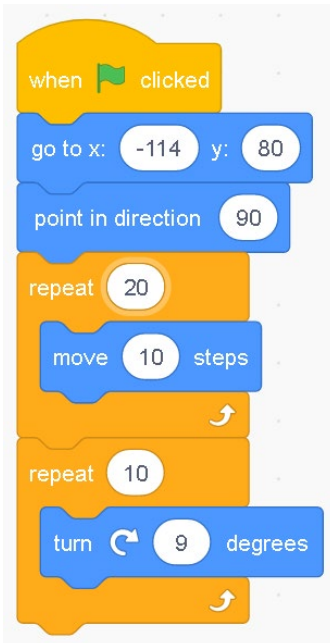 when clicked
go to x: -114 y: 80
point in direction 90
repeat 20
move 10 steps
repeat 10
turn 9 degrees